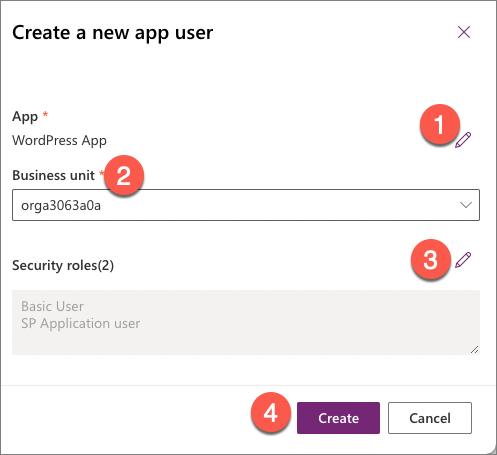 Create a new app user
App *
1
WordPress App
Business unit * 2
orga3063a0a
3
Security roles(2)
Basic User
SP Application user
4 Create Cancel